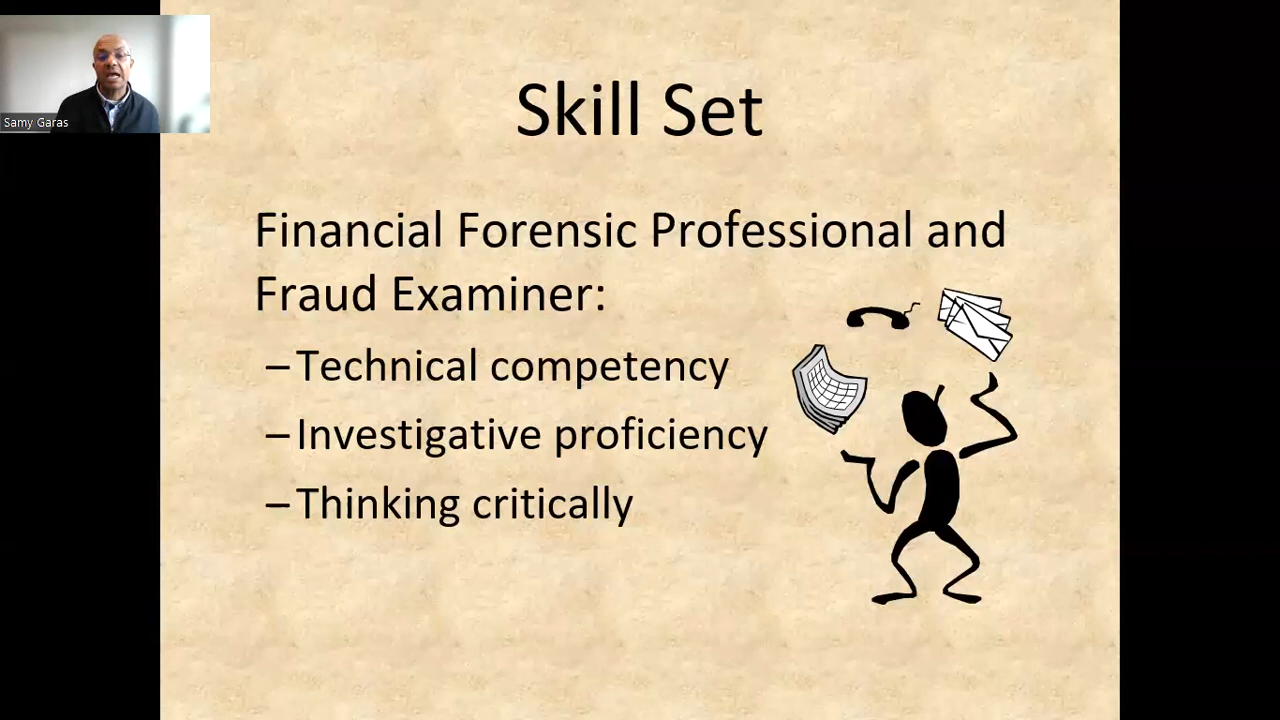 Samy Garas
Skill Set
Financial Forensic Professional and
Fraud Examiner:
–Technical competency
–Investigative proficiency
–Thinking critically